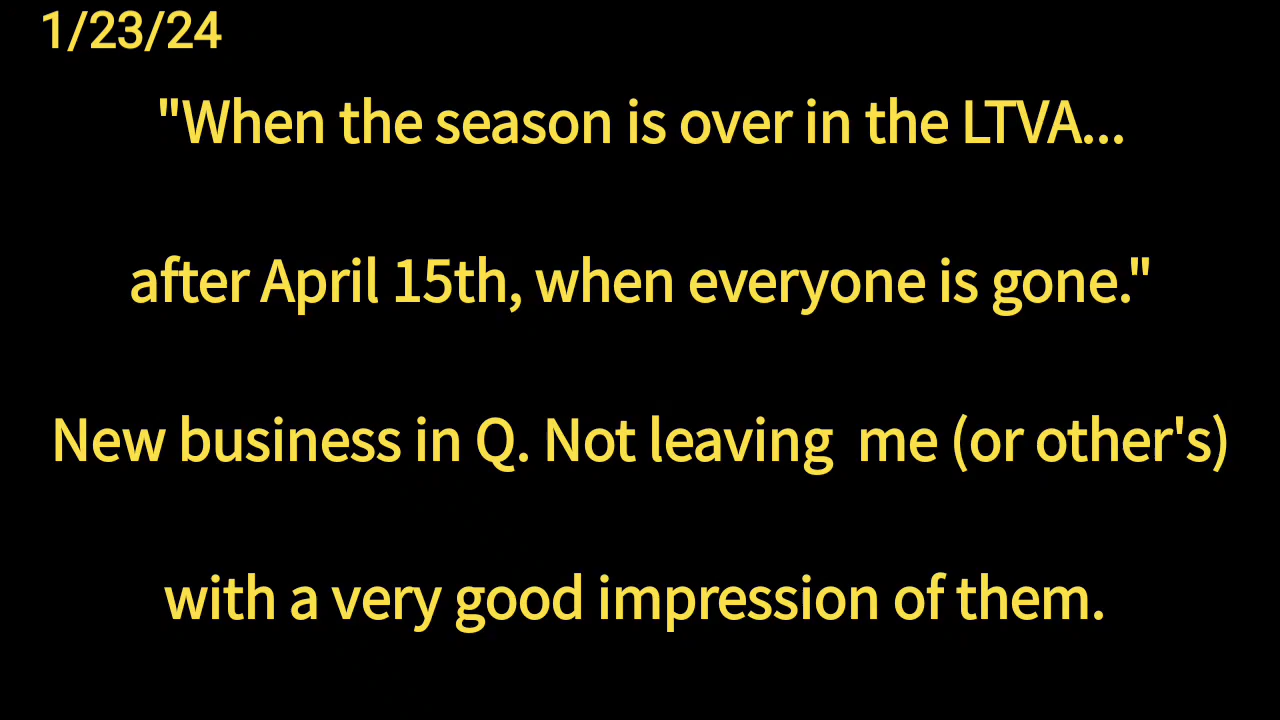 1/23/24
"When the season is over in the LTVA...
after April 15th, when everyone is gone."
New business in Q. Not leaving  me (or other's)
with a very good impression of them.